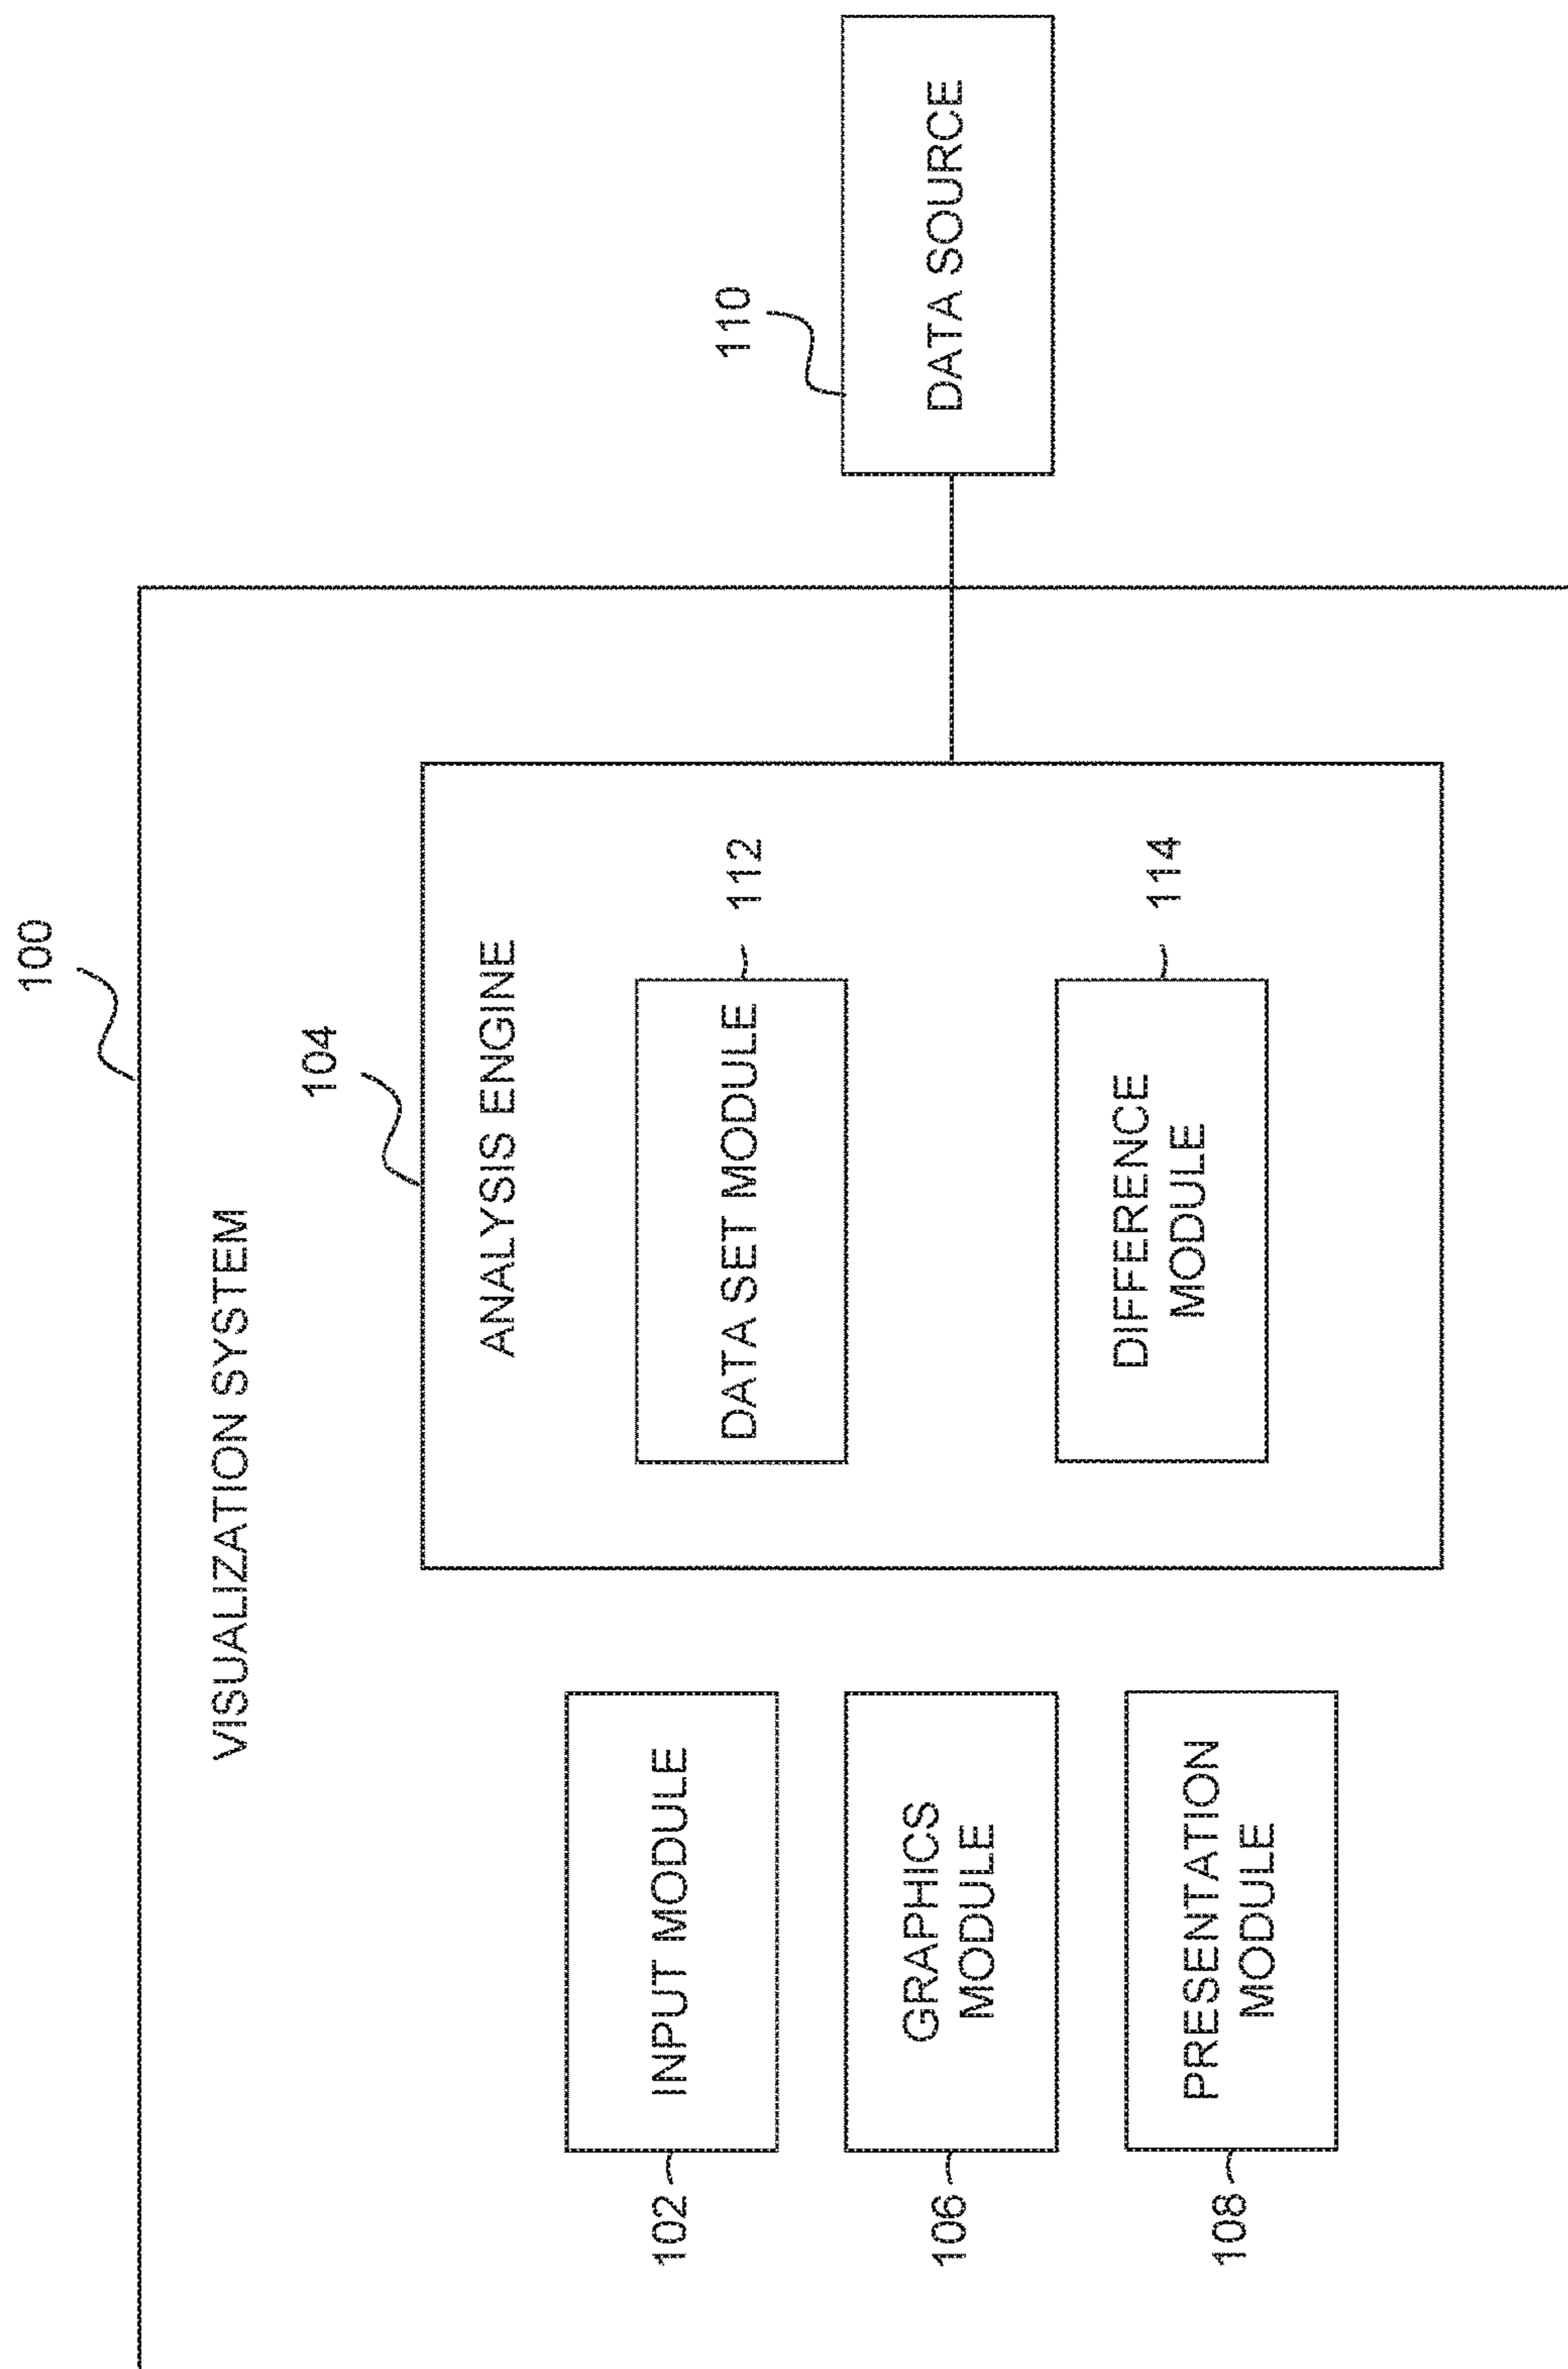 100
VISUALIZATION SYSTEM
104
ANALYSIS ENGINE
102
INPUT MODULE
DATA SET MODULE
112
110
DATA SOURCE
106
GRAPHICS
MODULE
108
PRESENTATION
MODULE
DIFFERENCE
MODULE
114